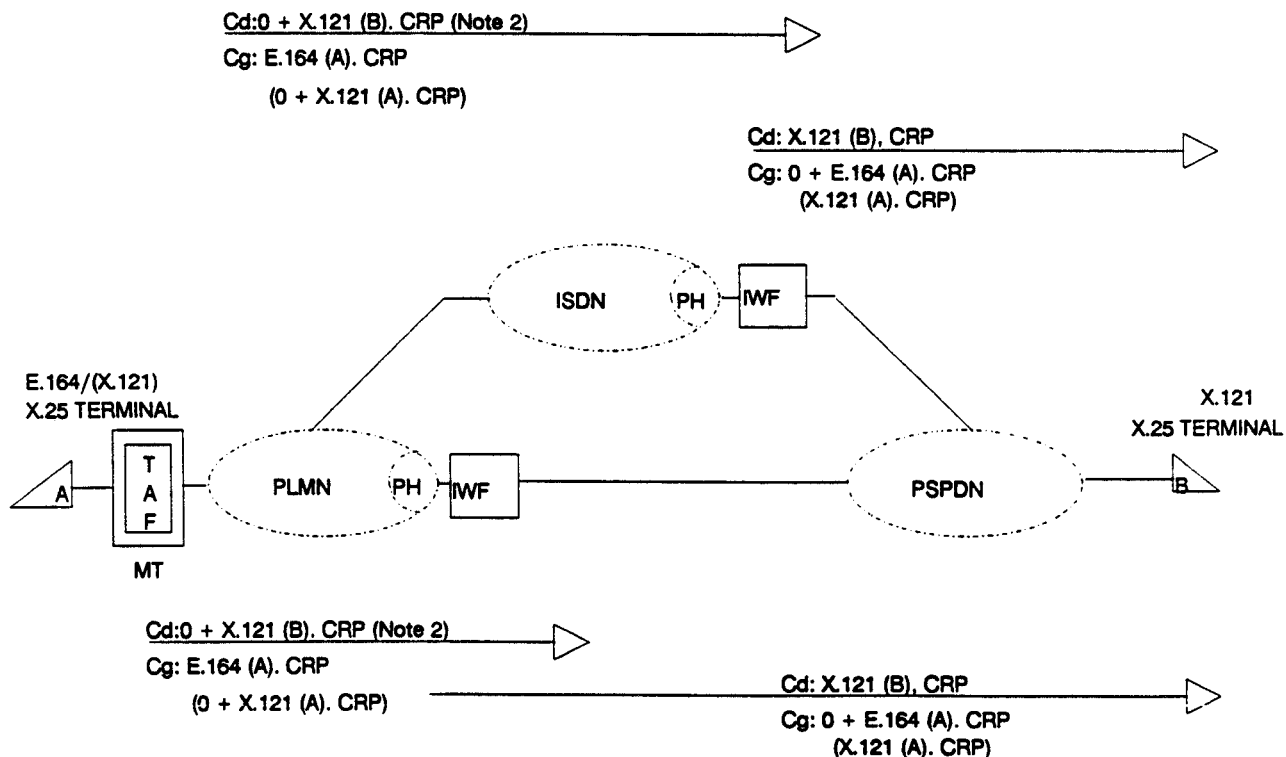 Cd:0 + X.121 (B). CRP (Note 2)
Cg: E.164 (A). CRP
(0 + X.121 (A). CRP)
Cd: X.121 (B), CRP
Cg: 0 + E.164 (A). CRP
(X.121 (A). CRP)
ISDN
PH
IWF
E.164/(X.121)
X.25 TERMINAL
X.121
X.25 TERMINAL
A
T
A
F
MT
PLMN
PH
IWF
PSPDN
B
Cd:0 + X.121 (B). CRP (Note 2)
Cg: E.164 (A). CRP
(0 + X.121 (A). CRP)
Cd: X.121 (B), CRP
Cg: 0 + E.164 (A). CRP
(X.121 (A). CRP)